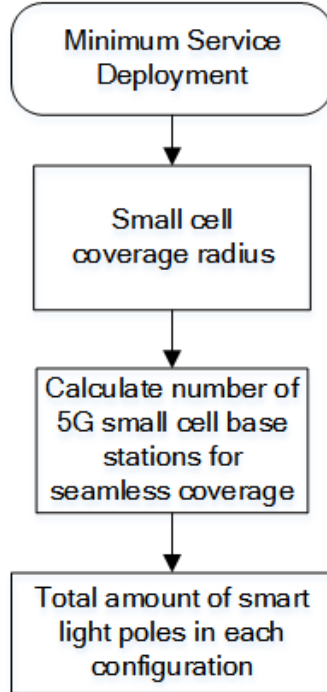 Minimum Service
Deployment
Small cell
coverage radius
Calculate number of
5G small cell base
stations for
seamless coverage
Total amount of smart
light poles in each
configuration